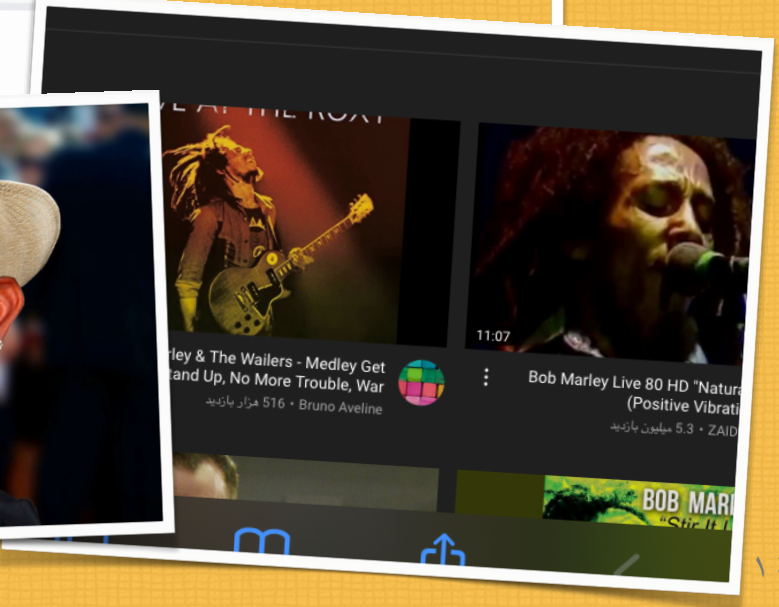 VE AT THE ROXY
11:07
rley & The Wailers - Medley Get
tand Up, No More Trouble, War
516 هزار بازدید • Bruno Aveline
Bob Marley Live 80 HD "Natura
(Positive Vibrati
5.3 میلیون بازدید • ZAID
BOB MARL
"Stir It U
۱